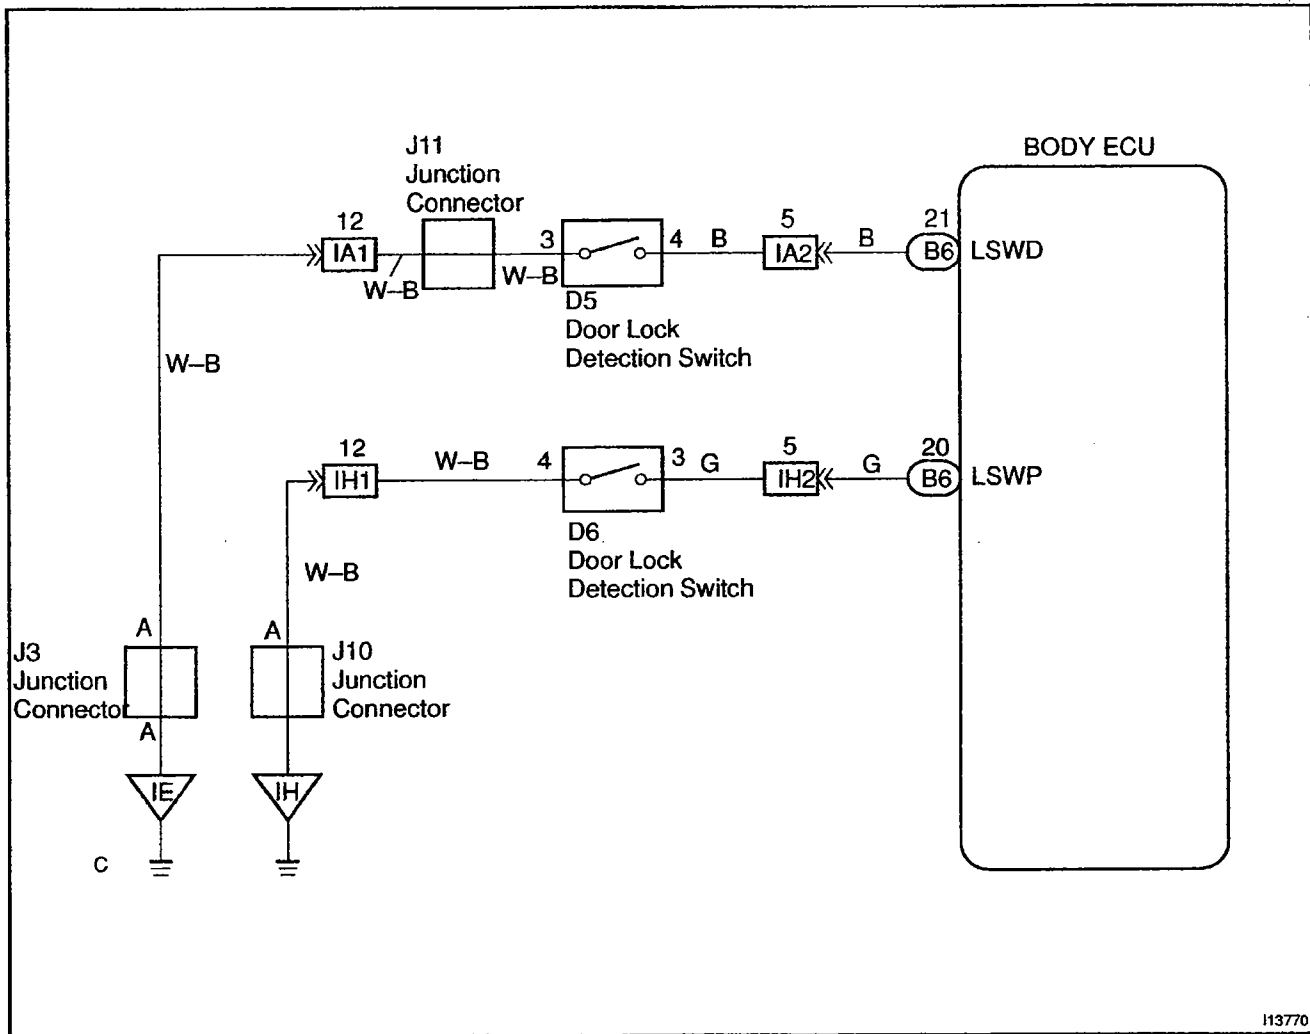 J11
Junction
Connector
BODY ECU
12
IA1
W–B
W–B
3
4
B
5
IA2
B
21
B6
LSWD
D5
Door Lock
Detection Switch
W–B
12
IH1
W–B
4
3
G
5
IH2
G
20
B6
LSWP
D6
Door Lock
Detection Switch
W–B
A
J3
Junction
Connector
A
A
J10
Junction
Connector
IE
IH
C
I13770